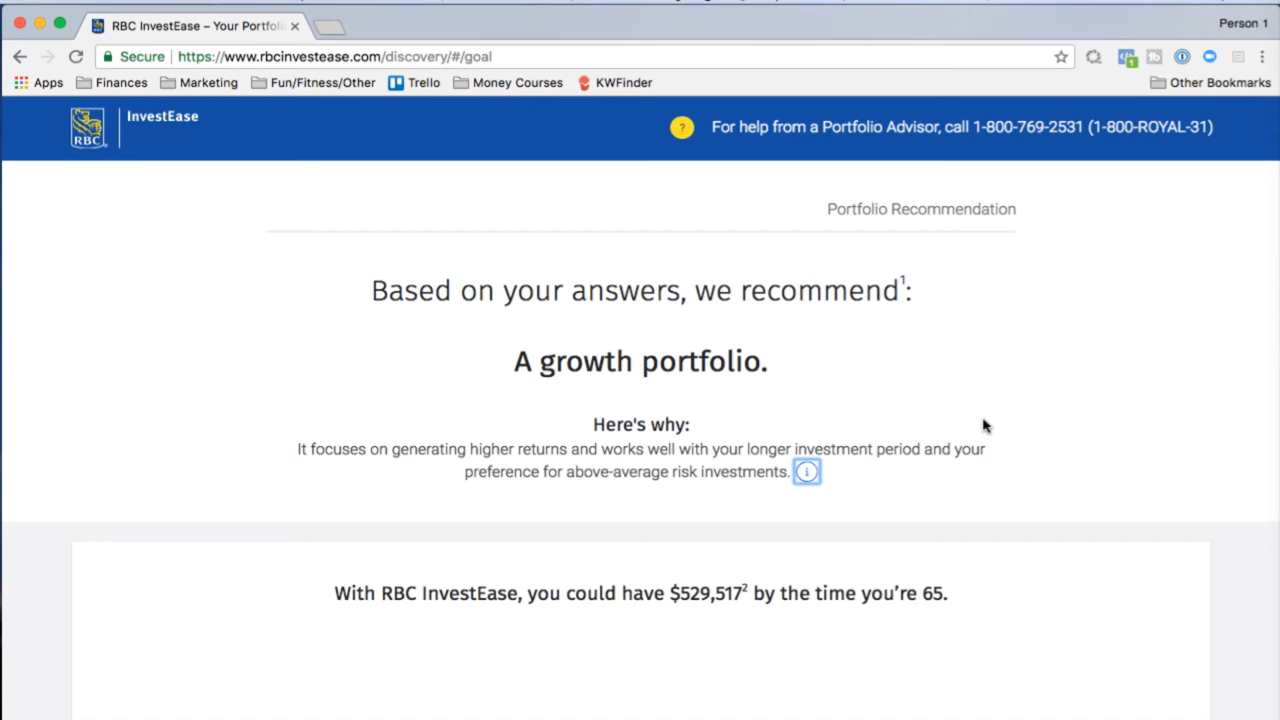 RBC InvestEase – Your Portfoli
Person 1
Secure https://www.rbcinvestease.com/discovery/#/goal
1
Apps Finances Marketing Fun/Fitness/Other Trello Money Courses KWFinder Other Bookmarks
RBC InvestEase
? For help from a Portfolio Advisor, call 1-800-769-2531 (1-800-ROYAL-31)
Portfolio Recommendation
Based on your answers, we recommend¹:
A growth portfolio.
Here's why:
It focuses on generating higher returns and works well with your longer investment period and your
preference for above-average risk investments. i
With RBC InvestEase, you could have $529,517² by the time you're 65.